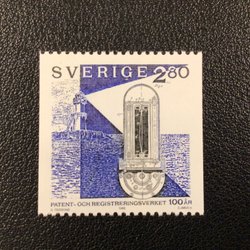 SVERIGE 2.80
PATENT- OCH REGISTRERINGSVERKET 100 ÅR